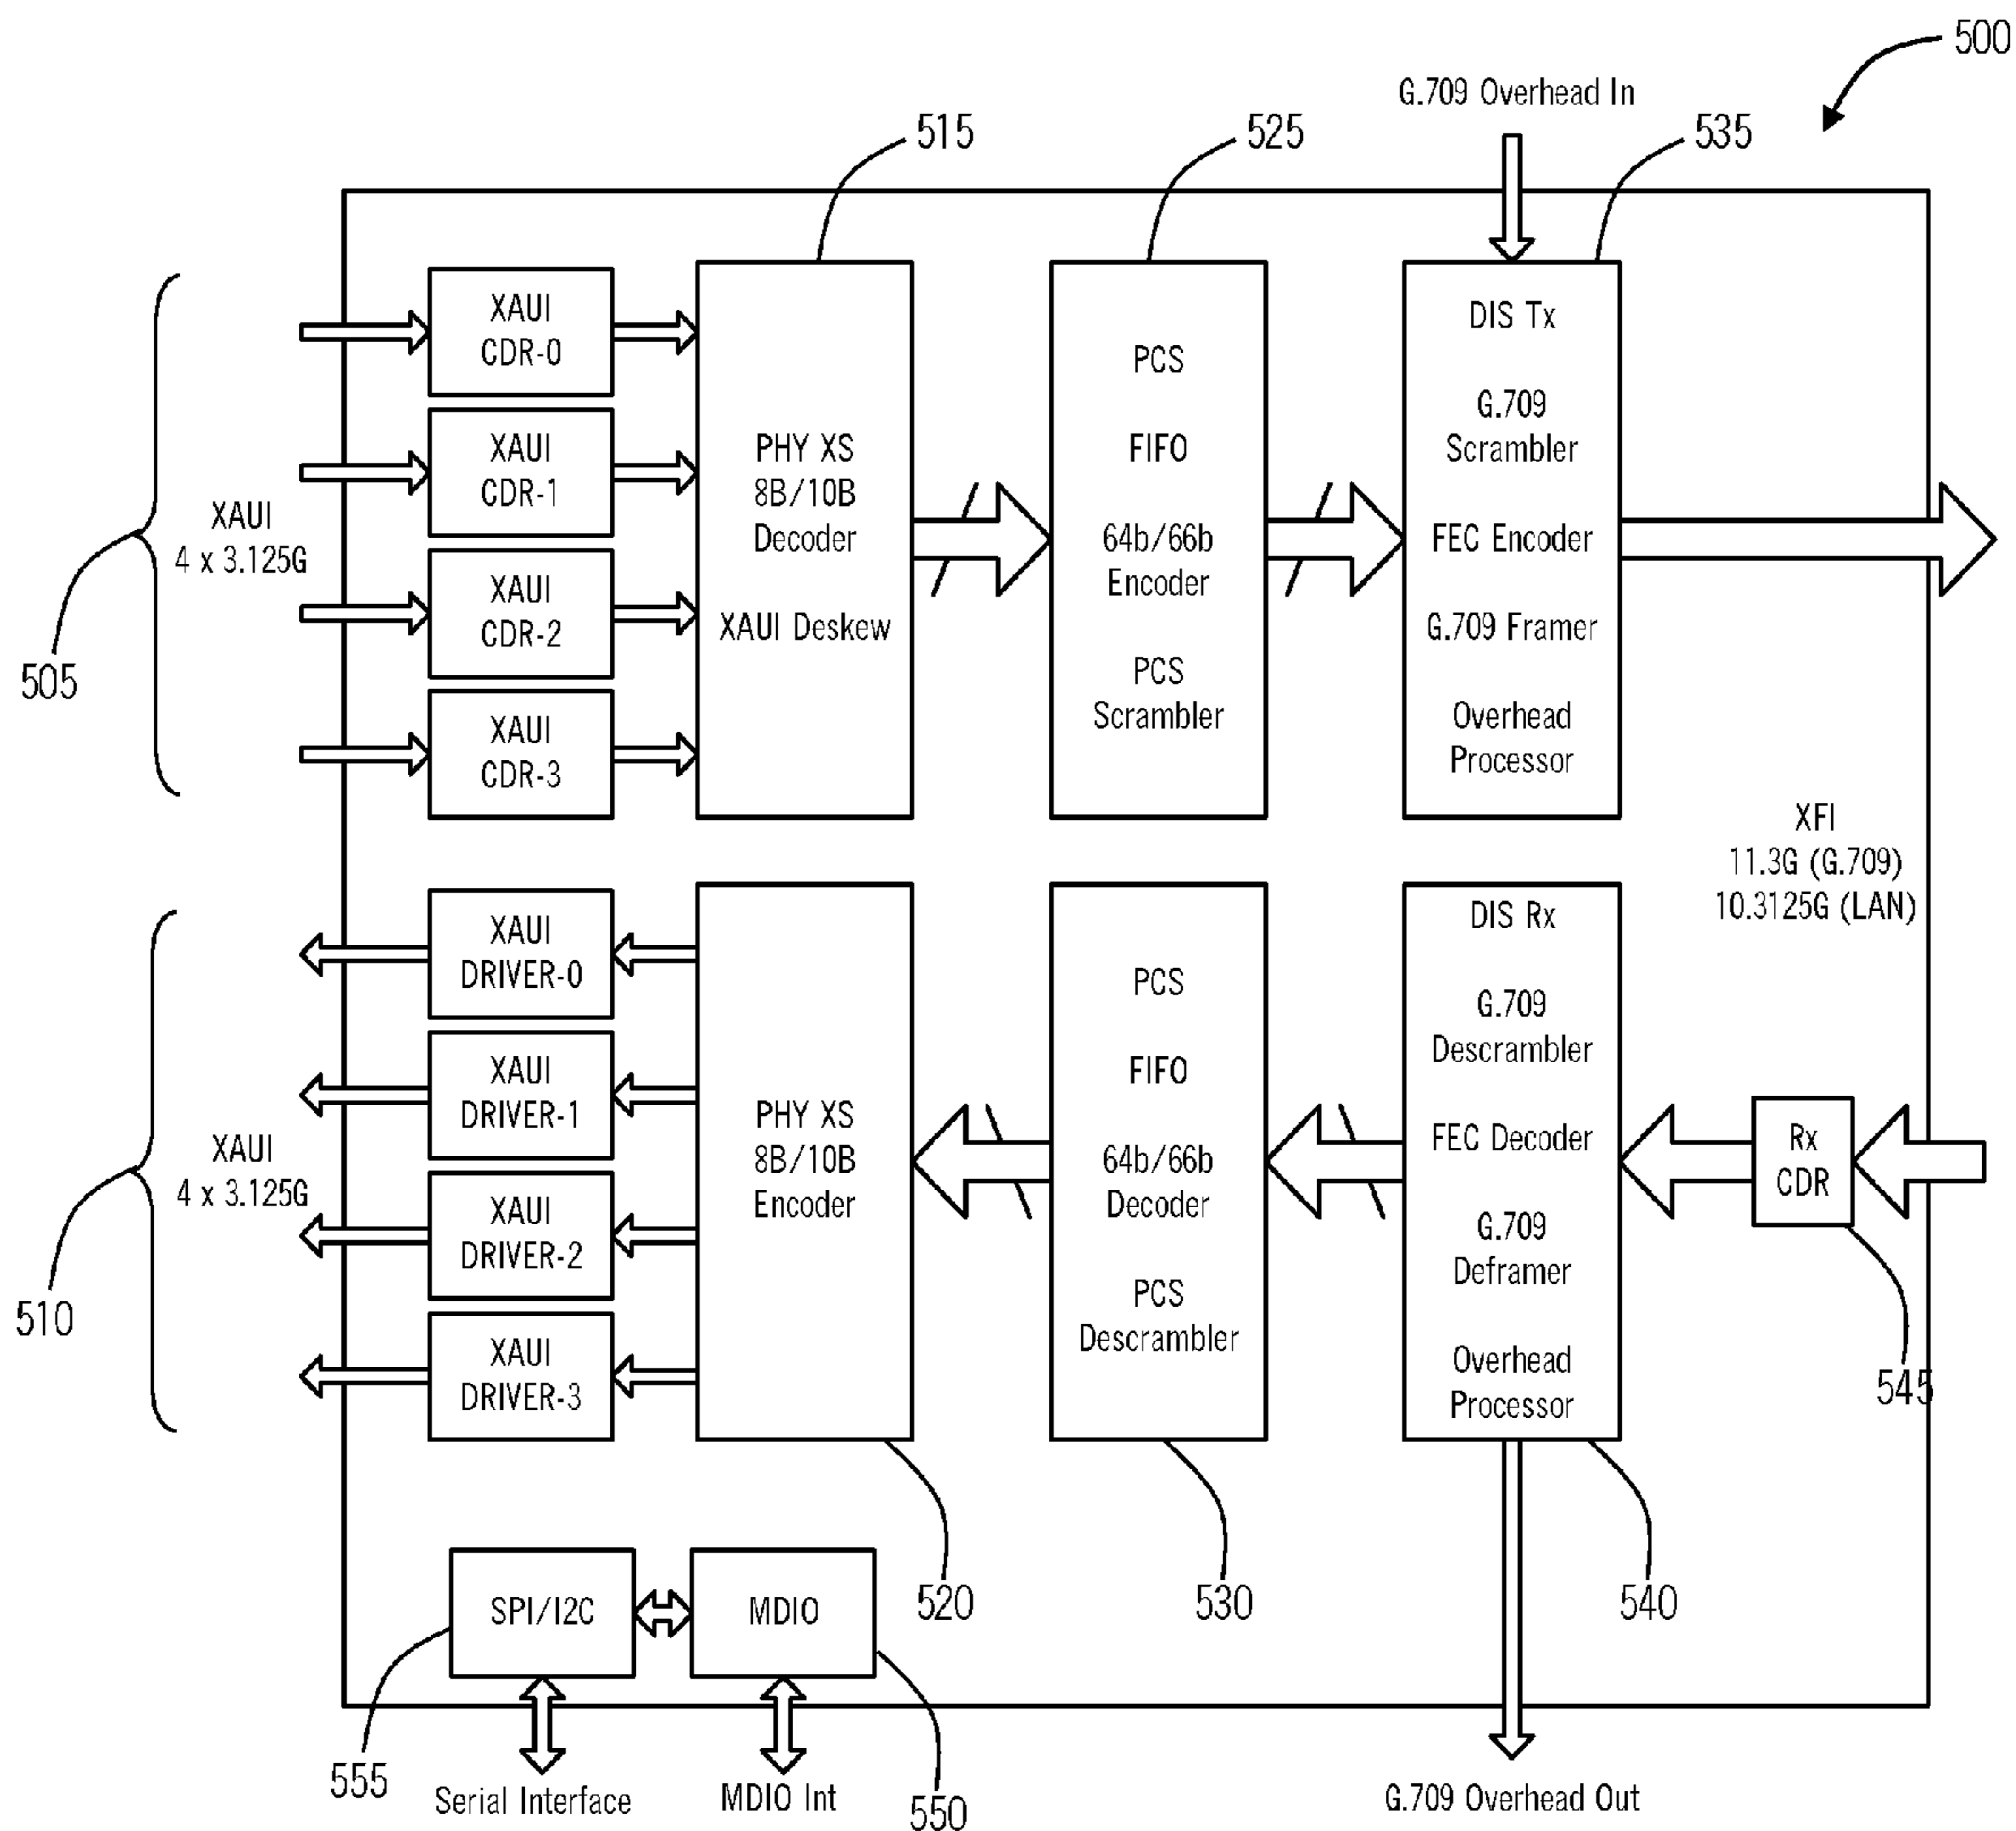 500
G.709 Overhead In
515
525
535
XAUI
CDR-0
XAUI
CDR-1
XAUI
CDR-2
XAUI
CDR-3
XAUI
4 x 3.125G
505
PHY XS
8B/10B
Decoder
XAUI Deskew
PCS
FIFO
64b/66b
Encoder
PCS
Scrambler
DIS Tx
G.709
Scrambler
FEC Encoder
G.709 Framer
Overhead
Processor
XFI
11.3G (G.709)
10.3125G (LAN)
XAUI
DRIVER-0
XAUI
DRIVER-1
XAUI
DRIVER-2
XAUI
DRIVER-3
XAUI
4 x 3.125G
510
PHY XS
8B/10B
Encoder
PCS
FIFO
64b/66b
Decoder
PCS
Descrambler
DIS Rx
G.709
Descrambler
FEC Decoder
G.709
Deframer
Overhead
Processor
Rx
CDR
545
520
530
540
SPI/I2C
MDIO
555
Serial Interface
MDIO Int
550
G.709 Overhead Out